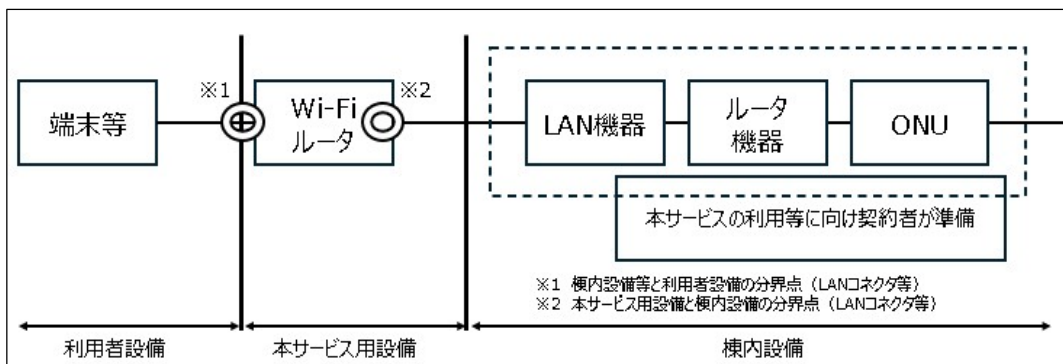 端末等
※1
Wi-Fi
ルータ
※2
LAN機器
ルータ
機器
ONU
本サービスの利用等に向け契約者が準備
※1 棟内設備等と利用者設備の分界点（LANコネクタ等）
※2 本サービス用設備と棟内設備の分界点（LANコネクタ等）
利用者設備
本サービス用設備
棟内設備